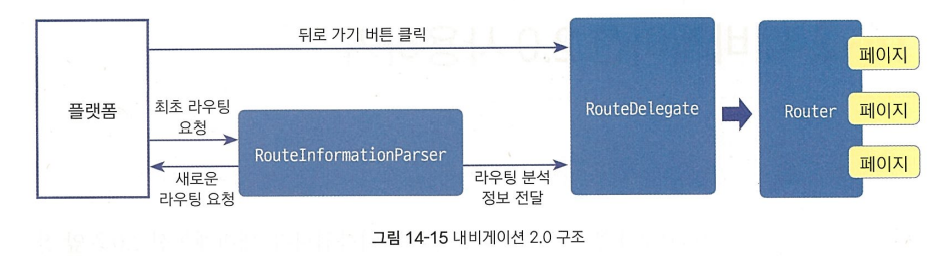 뒤로 가기 버튼 클릭
플랫폼
최초 라우팅
요청
RouteInformationParser
새로운
라우팅 요청
라우팅 분석
정보 전달
RouteDelegate
Router
페이지
페이지
페이지
그림 14-15 내비게이션 2.0 구조